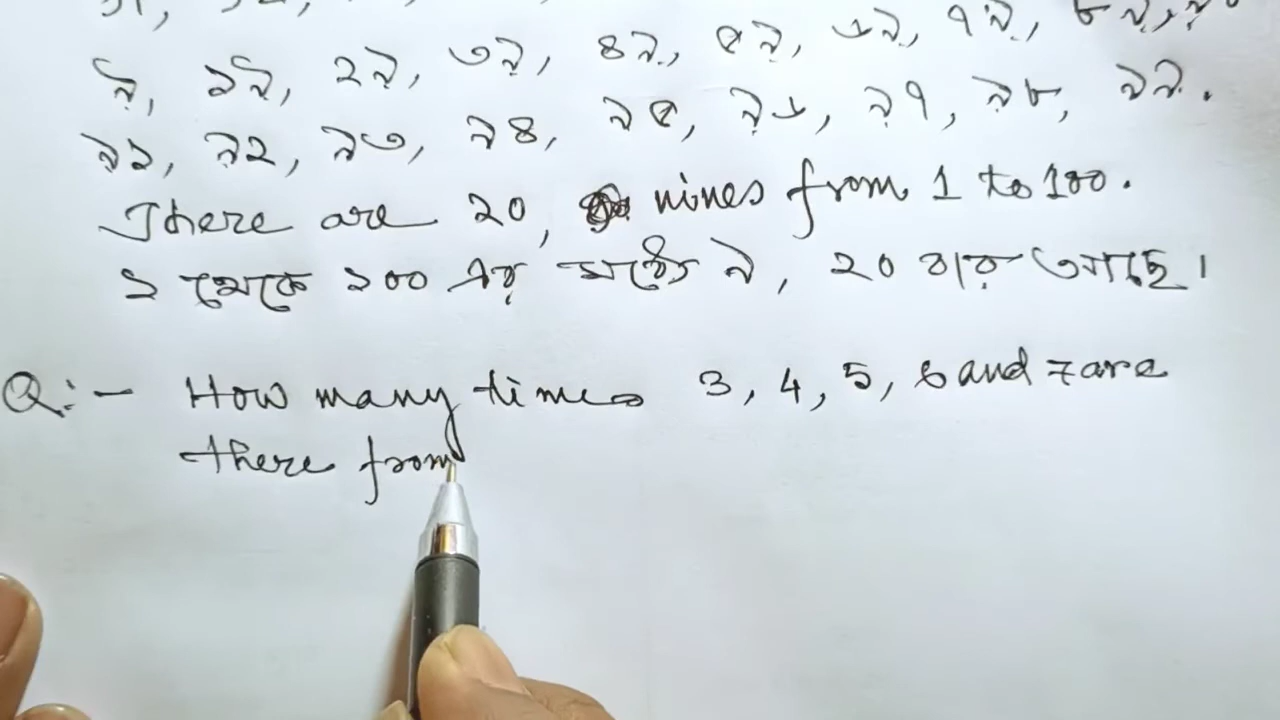 ৯, ১৯, ২৯, ৩৯, ৪৯, ৫৯, ৬৯, ৭৯, ৮৯,
৯১, ৯২, ৯৩, ৯৪, ৯৫, ৯৬, ৯৭, ৯৮, ৯৯.
There are 20, nines from 1 to 100.
১ থেকে ১০০ এর মধ্যে ৯, ২০ বার আছে।
Q:- How many times 3, 4, 5, 6 and 7 are
there from